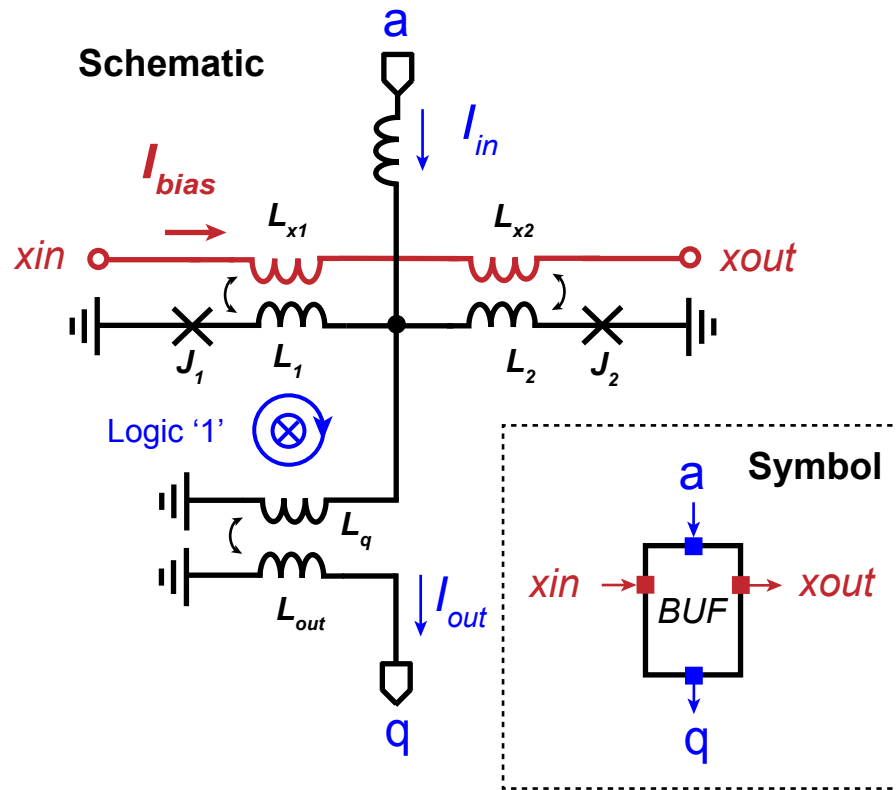 a
Schematic
I_in
I_bias
L_x1
L_x2
xin
xout
J_1
L_1
L_2
J_2
Logic ‘1’
Symbol
a
L_q
xin
xout
BUF
L_out
I_out
q
q